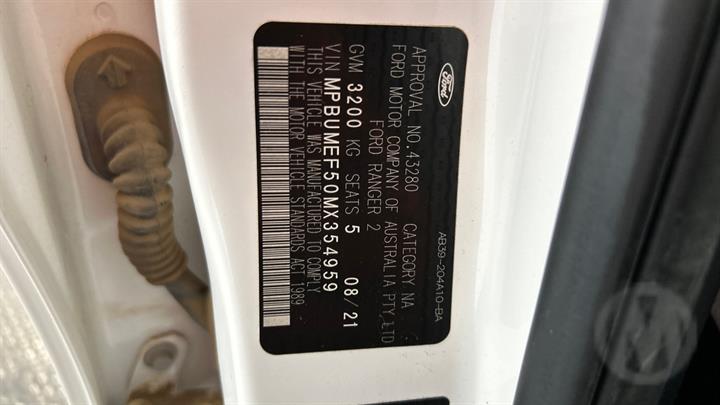 Ford
APPROVAL NO.43280 CATEGORY NA
FORD MOTOR COMPANY OF AUSTRALIA PTY LTD
FORD RANGER 2
GVM 3200 KG SEATS 5 08/21
VIN MPBUMEF50MX354959
THIS VEHICLE WAS MANUFACTURED TO COMPLY
WITH THE MOTOR VEHICLE STANDARDS ACT 1989
AB39-204A10-BA